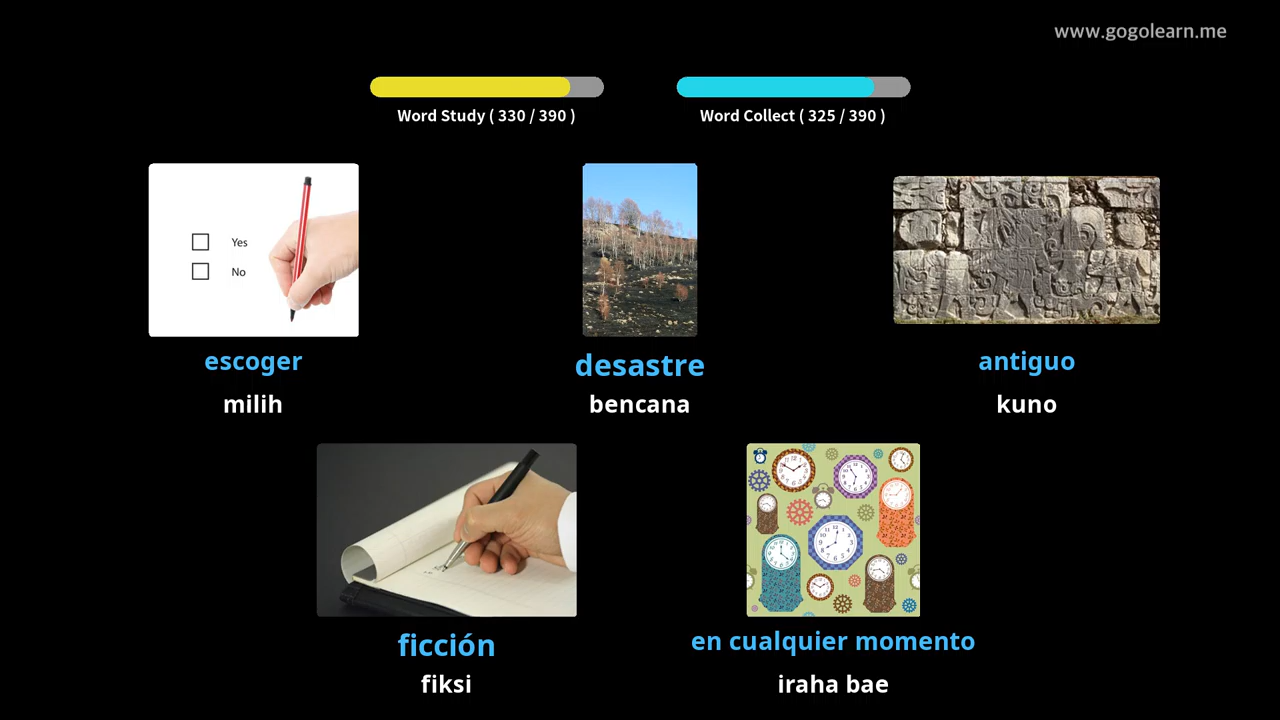 www.gogolearn.me
Word Study ( 330 / 390 )
Word Collect ( 325 / 390 )
Yes
No
escoger
milih
desastre
bencana
antiguo
kuno
ficción
fiksi
en cualquier momento
iraha bae